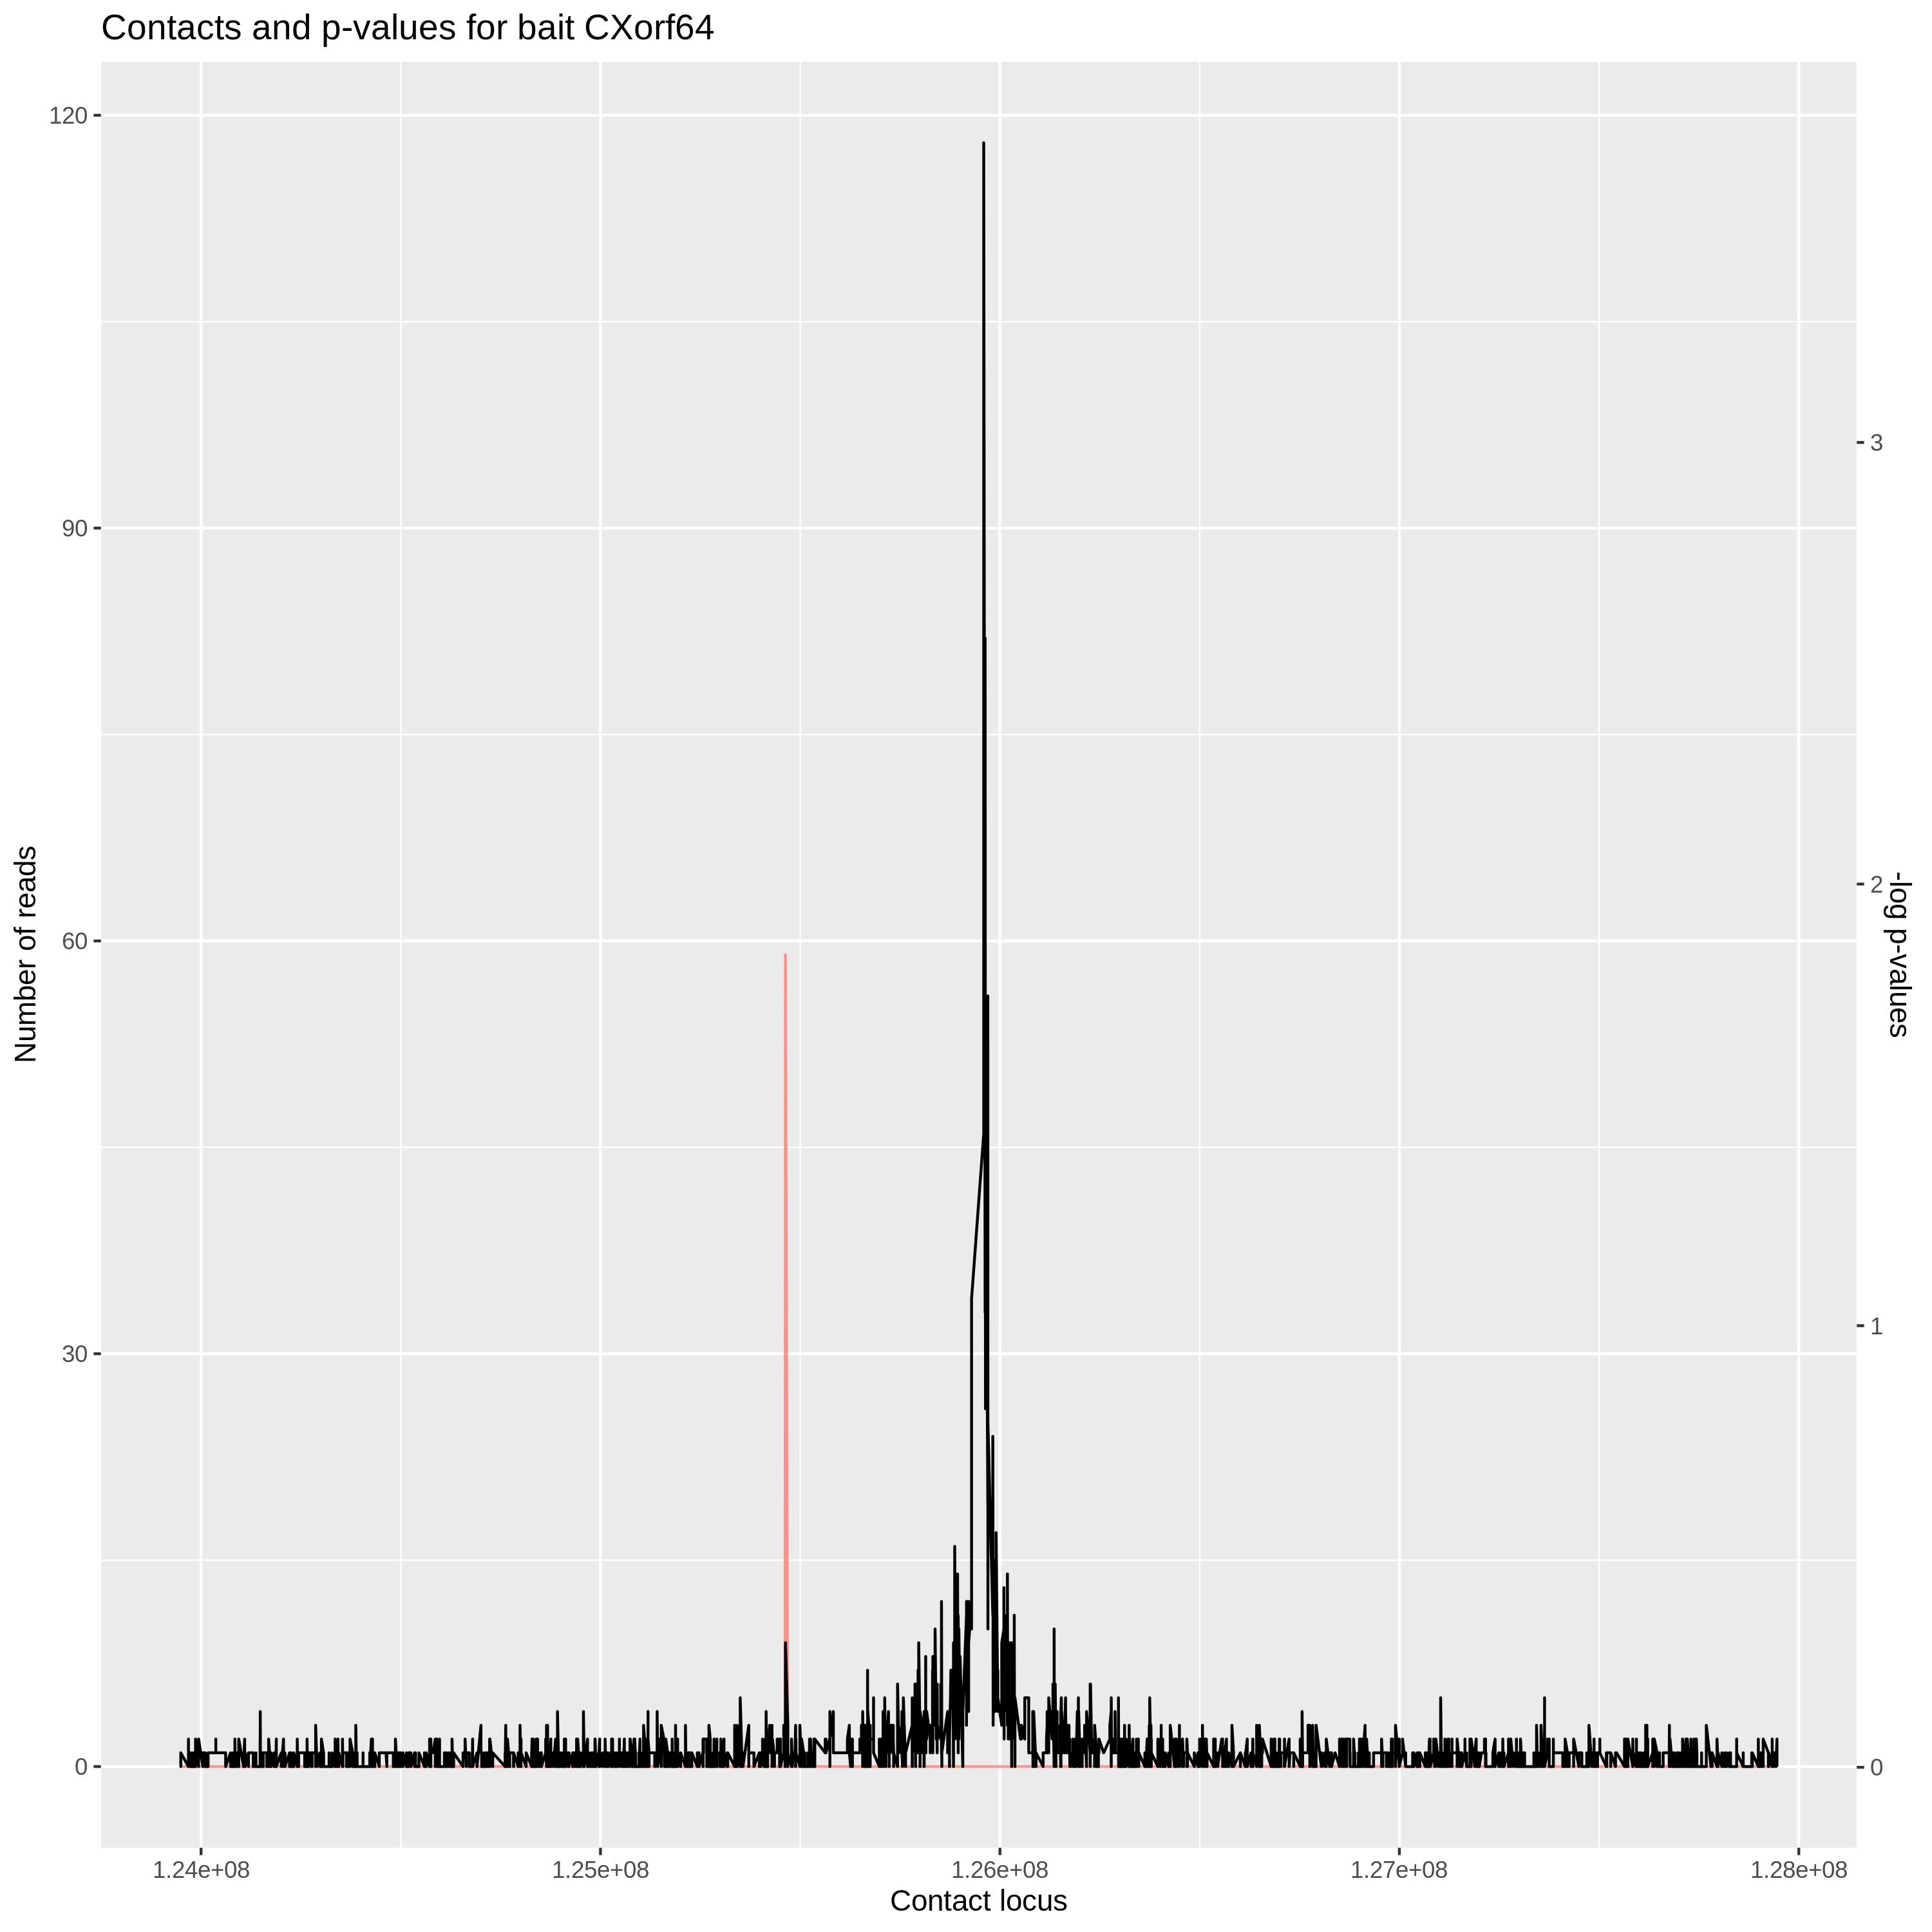 Contacts and p-values for bait CXorf64
120
90
60
30
0
Number of reads
3
2
1
0
-log p-values
1.24e+08
1.25e+08
1.26e+08
1.27e+08
1.28e+08
Contact locus